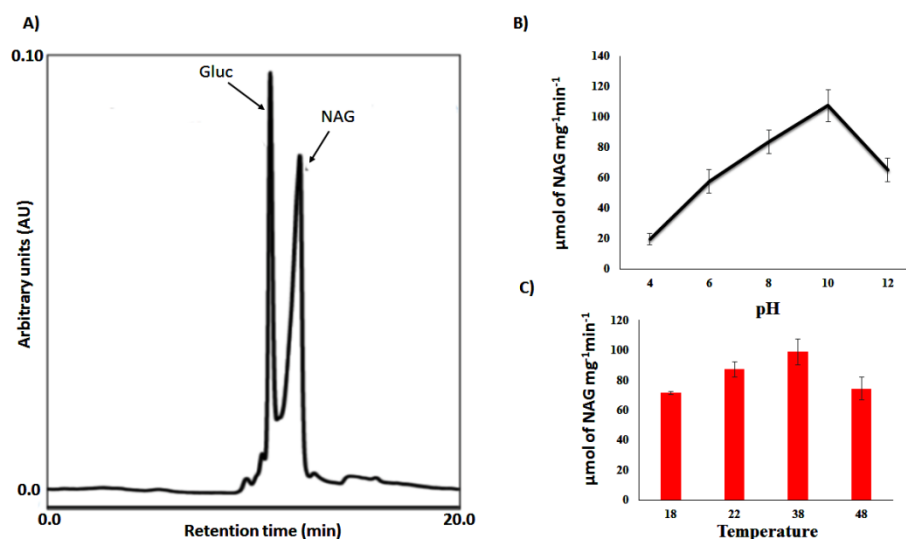 A)
0.10
Gluc
NAG
Arbitrary units (AU)
0.0
0.0
20.0
Retention time (min)
B)
140
120
100
80
60
40
20
0
µmol of NAG mg⁻¹min⁻¹
4 6 8 10 12
pH
C)
120
100
80
60
40
20
0
µmol of NAG mg⁻¹min⁻¹
18 22 38 48
Temperature